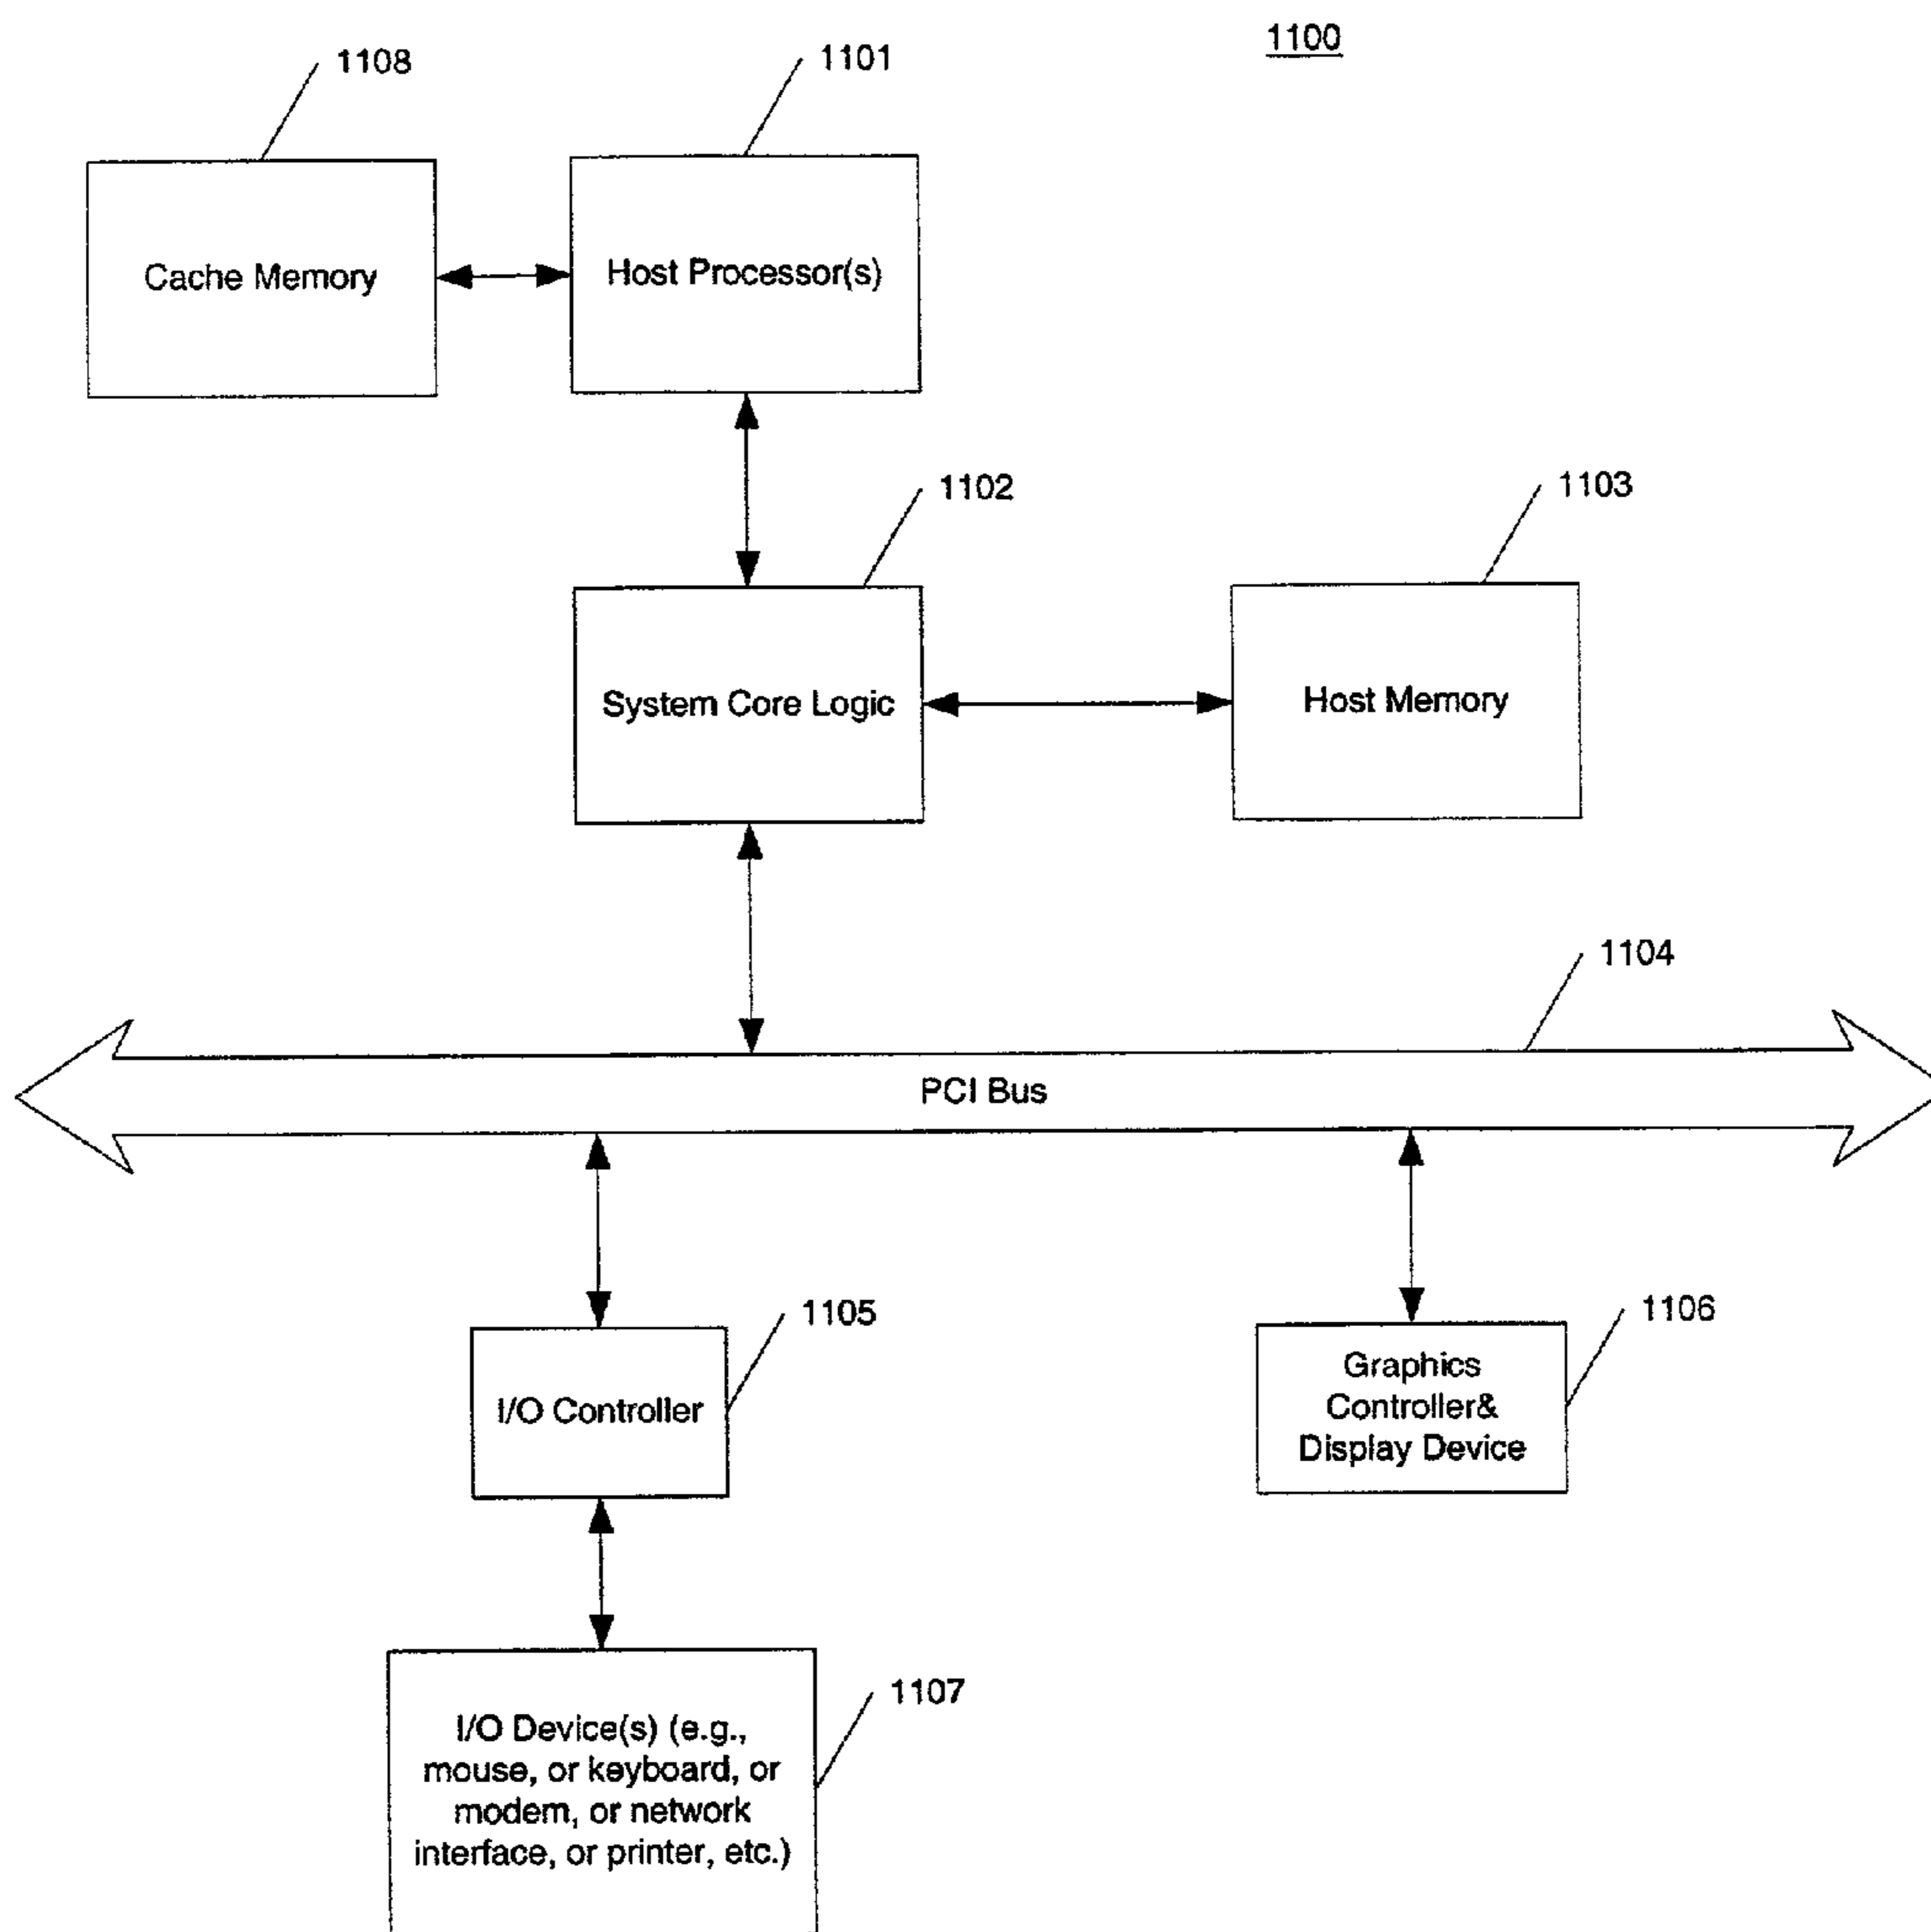 1100
1108
1101
Cache Memory
Host Processor(s)
1102
1103
System Core Logic
Host Memory
1104
PCI Bus
1105
1106
I/O Controller
Graphics
Controller&
Display Device
1107
I/O Device(s) (e.g.,
mouse, or keyboard, or
modem, or network
interface, or printer, etc.)